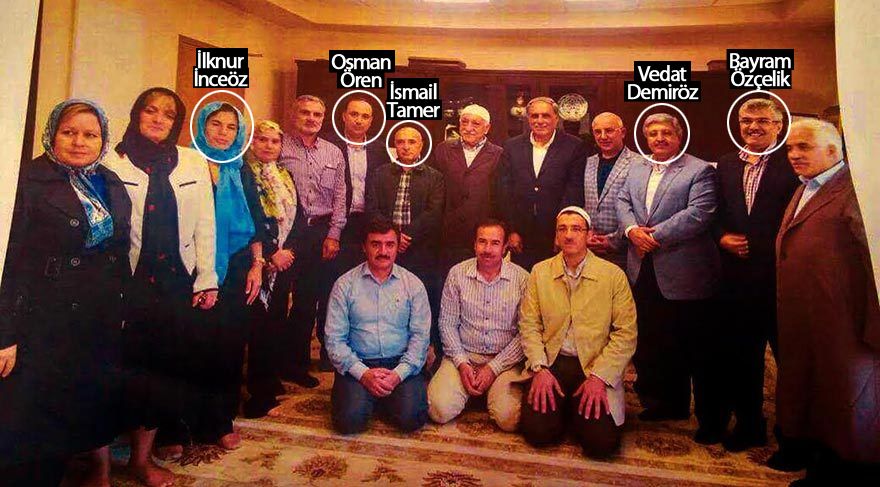 İlknur
İnceöz
Osman
Ören
İsmail
Tamer
Vedat
Demiröz
Bayram
Özçelik